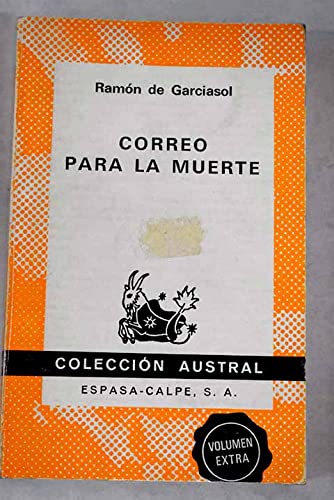 Ramón de Garciasol
CORREO
PARA LA MUERTE
COLECCIÓN AUSTRAL
ESPASA-CALPE, S. A.
VOLUMEN
EXTRA